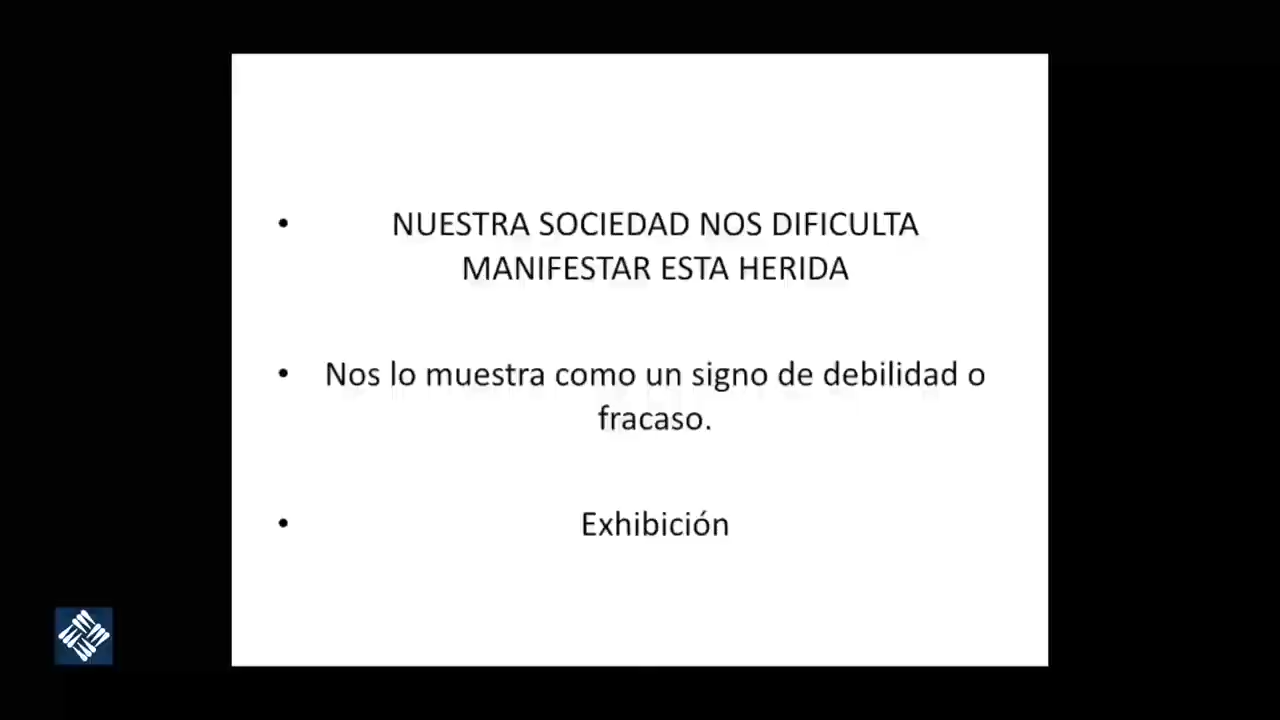 • NUESTRA SOCIEDAD NOS DIFICULTA
MANIFESTAR ESTA HERIDA
• Nos lo muestra como un signo de debilidad o
fracaso.
• Exhibición